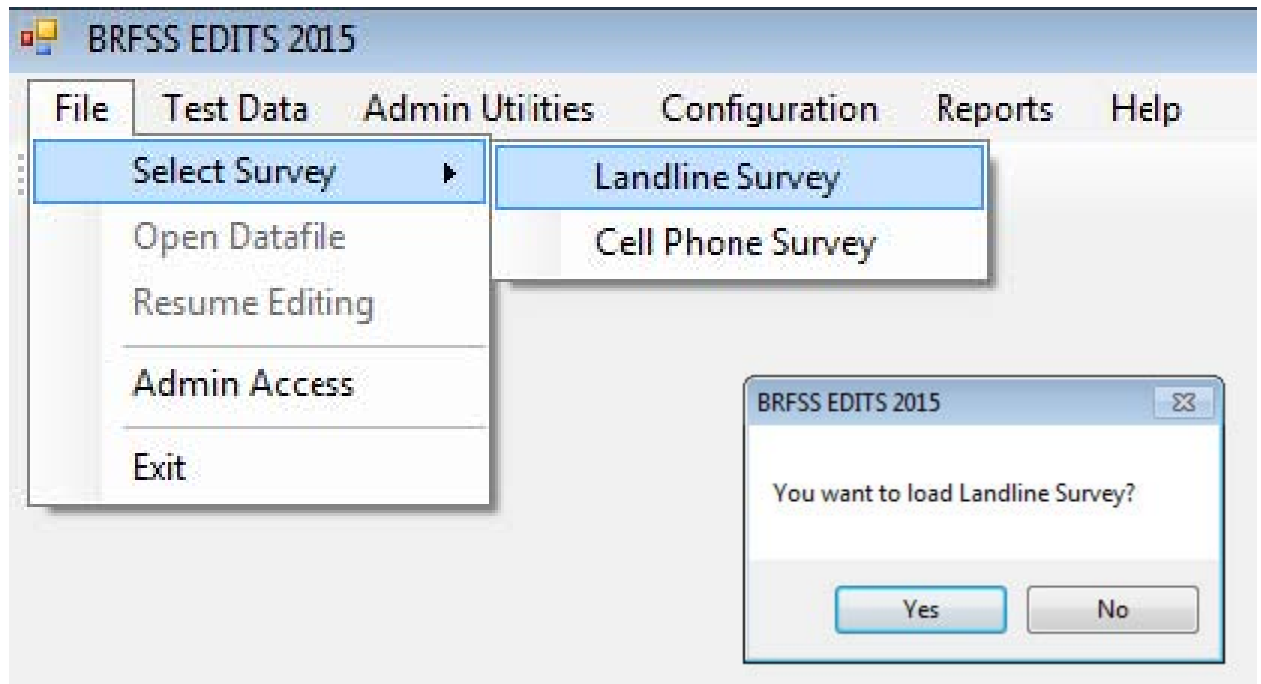 BRFSS EDITS 2015
File Test Data Admin Utilities Configuration Reports Help
Select Survey
Landline Survey
Open Datafile
Cell Phone Survey
Resume Editing
Admin Access
Exit
BRFSS EDITS 2015
You want to load Landline Survey?
Yes No